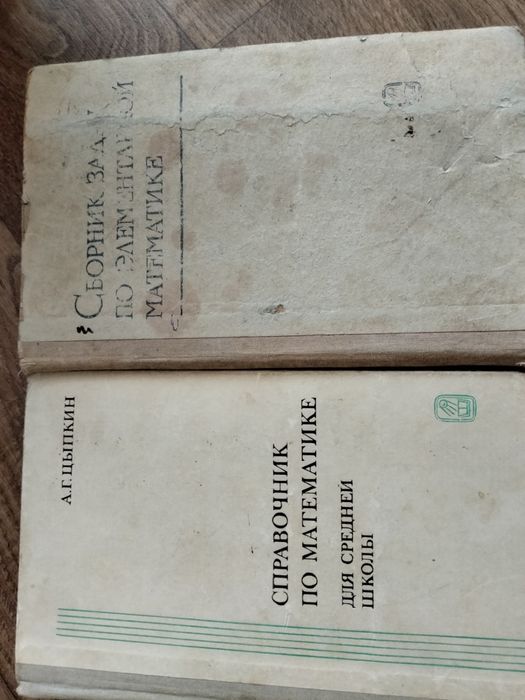 СБОРНИК ЗАДАЧ
ПО ЭЛЕМЕНТАРНОЙ
МАТЕМАТИКЕ
А.Г. ЦЫПКИН
СПРАВОЧНИК
ПО МАТЕМАТИКЕ
ДЛЯ СРЕДНЕЙ
ШКОЛЫ